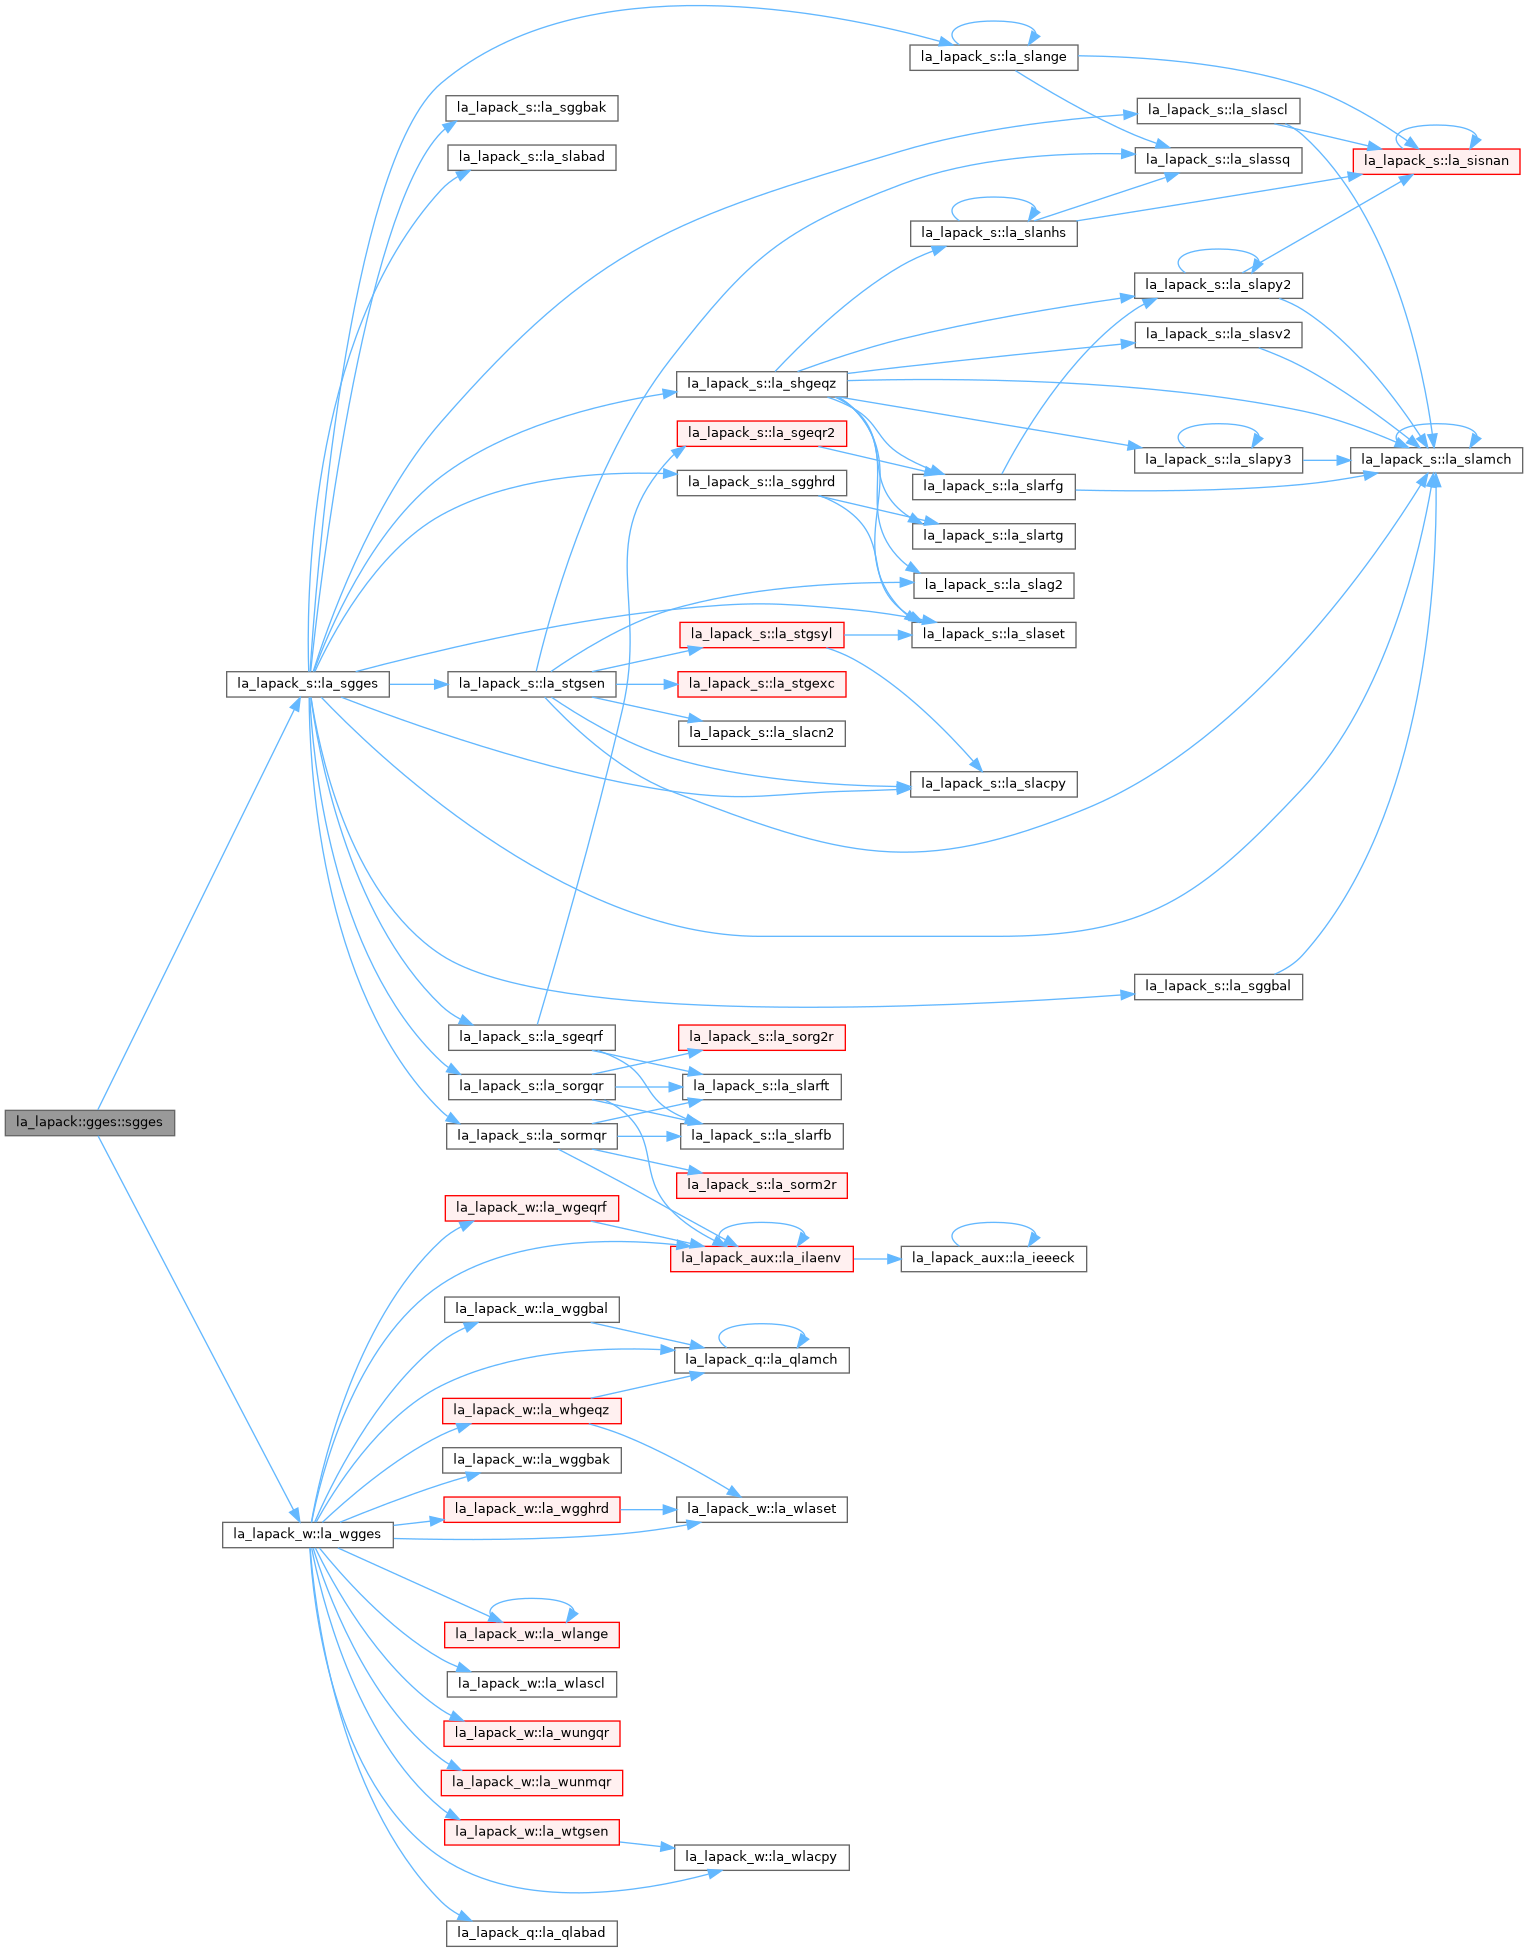 la_lapack_s::la_slange
la_lapack_s::la_sggbak
la_lapack_s::la_slascl
la_lapack_s::la_slabad
la_lapack_s::la_slassq
la_lapack_s::la_sisnan
la_lapack_s::la_slanhs
la_lapack_s::la_slapy2
la_lapack_s::la_slasv2
la_lapack_s::la_shgeqz
la_lapack_s::la_sgeqr2
la_lapack_s::la_slapy3
la_lapack_s::la_slamch
la_lapack_s::la_sgghrd
la_lapack_s::la_slarfg
la_lapack_s::la_slartg
la_lapack_s::la_slag2
la_lapack_s::la_stgsyl
la_lapack_s::la_slaset
la_lapack_s::la_sgges
la_lapack_s::la_stgsen
la_lapack_s::la_stgexc
la_lapack_s::la_slacn2
la_lapack_s::la_slacpy
la_lapack_s::la_sggbal
la_lapack_s::la_sgeqrf
la_lapack_s::la_sorg2r
la_lapack_s::la_sorgqr
la_lapack_s::la_slarft
la_lapack::gges::sgges
la_lapack_s::la_sormqr
la_lapack_s::la_slarfb
la_lapack_s::la_sorm2r
la_lapack_w::la_wgeqrf
la_lapack_aux::la_ilaenv
la_lapack_aux::la_ieeeck
la_lapack_w::la_wggbal
la_lapack_q::la_qlamch
la_lapack_w::la_whgeqz
la_lapack_w::la_wggbak
la_lapack_w::la_wgghrd
la_lapack_w::la_wlaset
la_lapack_w::la_wgges
la_lapack_w::la_wlange
la_lapack_w::la_wlascl
la_lapack_w::la_wungqr
la_lapack_w::la_wunmqr
la_lapack_w::la_wtgsen
la_lapack_w::la_wlacpy
la_lapack_q::la_qlabad